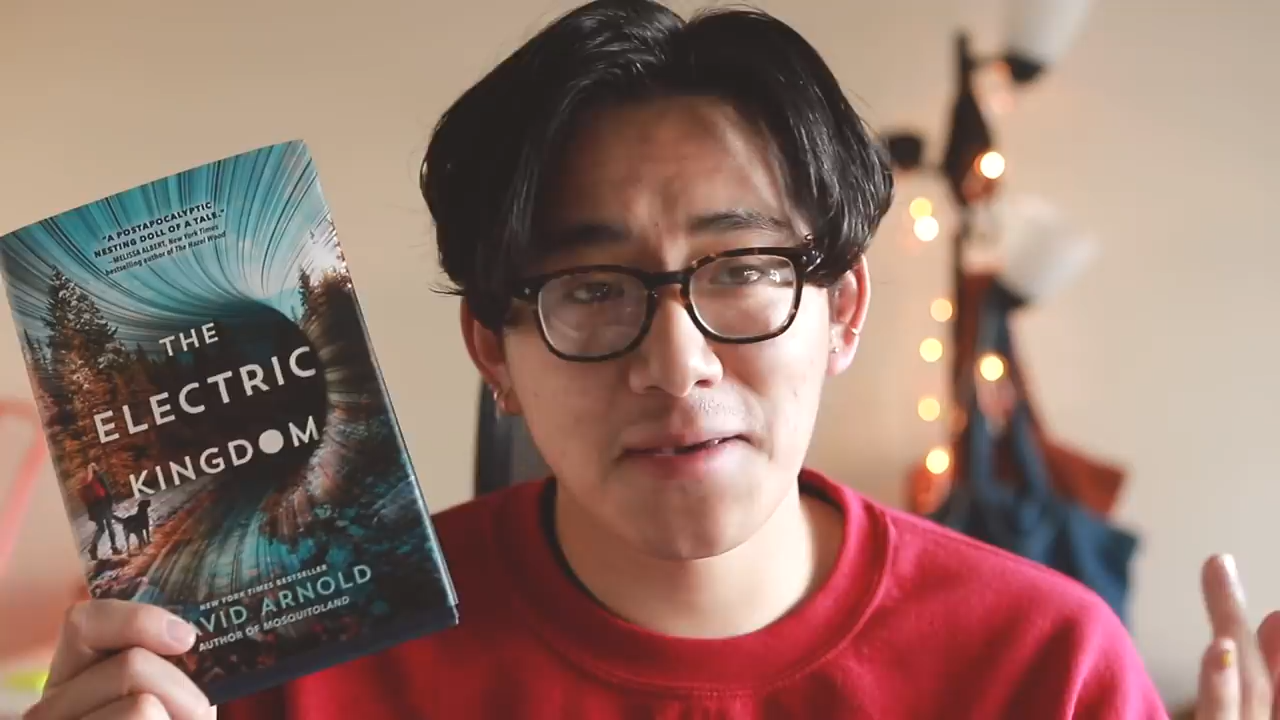 "A POSTAPOCALYPTIC
NESTING DOLL OF A TALE."
—MELISSA ALBERT, New York Times
bestselling author of The Hazel Wood
THE
ELECTRIC
KINGDOM
NEW YORK TIMES BESTSELLER
AVID ARNOLD
AUTHOR OF MOSQUITOLAND